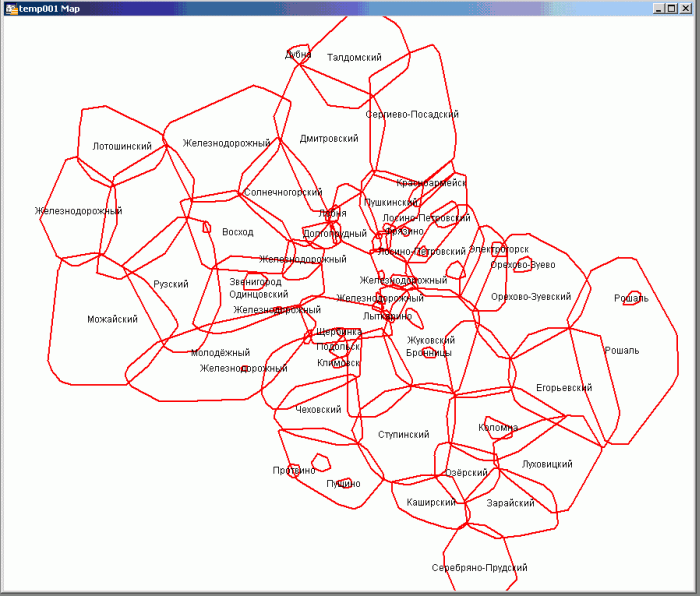 temp001 Map
Дубна
Талдомский
Сергиево-Посадский
Дмитровский
Железнодорожный
Лотошинский
Красноармейск
Солнечногорский
Пушкинский
Железнодорожный
Лобня
Лосино-Петровский
Восход
Долгопрудный
Фрязино
Лосино-Петровский
Электрогорск
Железнодорожный
Орехово-Зуево
Рузский
Звенигород
Железнодорожный
Одинцовский
Железнодорожный
Орехово-Зуевский
Рошаль
Железнодорожный
Лыткарино
Можайский
Щербинка
Жуковский
Подольск
Молодёжный
Бронницы
Рошаль
Климовск
Железнодорожный
Егорьевский
Чеховский
Коломна
Ступинский
Луховицкий
Протвино
Озёрский
Пущино
Каширский
Зарайский
Серебряно-Прудский